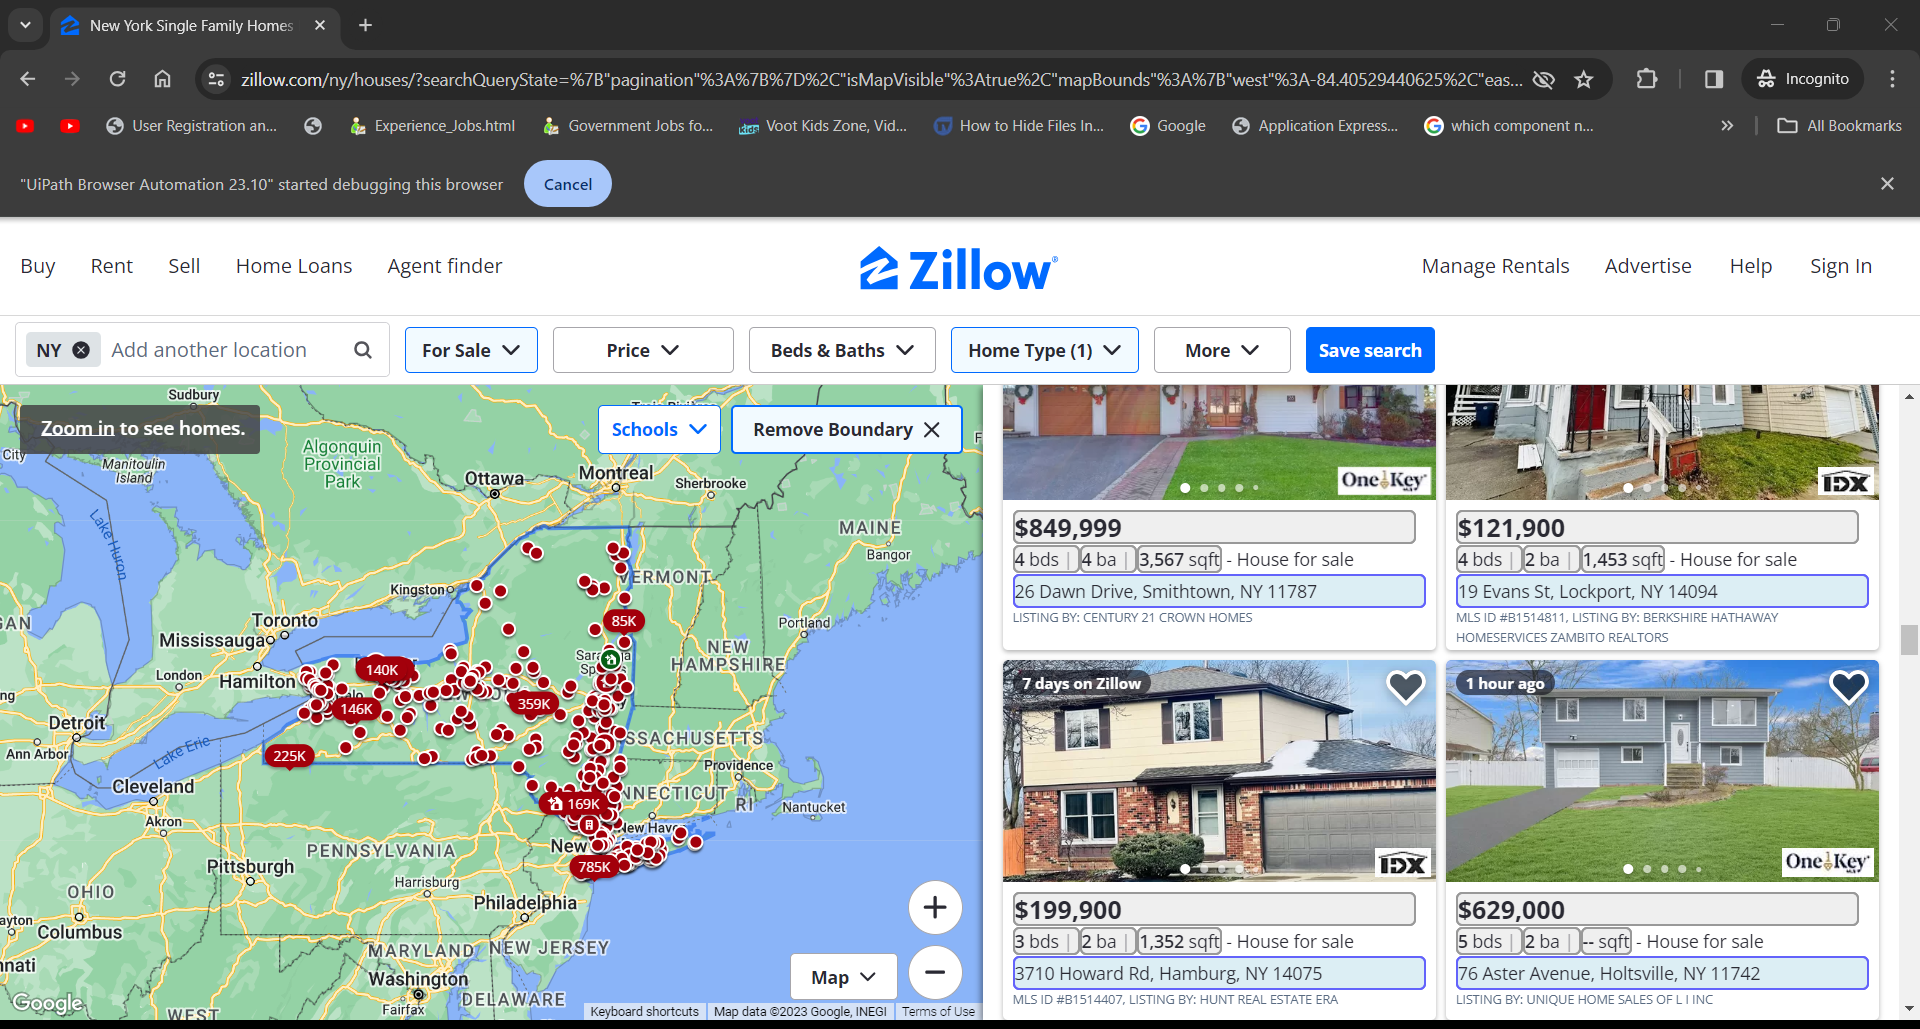 New York Single Family Homes
zillow.com/ny/houses/?searchQueryState=%7B"pagination"%3A%7B%7D%2C"isMapVisible"%3Atrue%2C"mapBounds"%3A%7B"west"%3A-84.40529440625%2C"eas...
Incognito
User Registration an...
Experience_Jobs.html
Government Jobs fo...
Voot Kids Zone, Vid...
How to Hide Files In...
Google
Application Express...
which component n...
All Bookmarks
"UiPath Browser Automation 23.10" started debugging this browser
Cancel
Buy Rent Sell Home Loans Agent finder
Zillow
Manage Rentals Advertise Help Sign In
NY
Add another location
For Sale
Price
Beds & Baths
Home Type (1)
More
Save search
Zoom in to see homes.
Schools
Remove Boundary
Sudbury
City
Manitoulin
Island
Algonquin
Provincial
Park
Ottawa
Montreal
Sherbrooke
MAINE
Bangor
Lake Huron
Kingston
VERMONT
Toronto
Mississauga
85K
Portland
NEW
HAMPSHIRE
London
Hamilton
140K
146K
359K
Detroit
Ann Arbor
Lake Erie
225K
Providence
RI
Cleveland
Akron
169K
Nantucket
New
785K
PENNSYLVANIA
Pittsburgh
Harrisburg
OHIO
Philadelphia
Columbus
MARYLAND
NEW JERSEY
Washington
Fairfax
DELAWARE
WEST
Map
Google
Keyboard shortcuts
Map data ©2023 Google, INEGI
Terms of Use
One Key
$849,999
4 bds 4 ba 3,567 sqft - House for sale
26 Dawn Drive, Smithtown, NY 11787
LISTING BY: CENTURY 21 CROWN HOMES
IDX
$121,900
4 bds 2 ba 1,453 sqft - House for sale
19 Evans St, Lockport, NY 14094
MLS ID #B1514811, LISTING BY: BERKSHIRE HATHAWAY
HOMESERVICES ZAMBITO REALTORS
7 days on Zillow
IDX
$199,900
3 bds 2 ba 1,352 sqft - House for sale
3710 Howard Rd, Hamburg, NY 14075
MLS ID #B1514407, LISTING BY: HUNT REAL ESTATE ERA
1 hour ago
One Key
$629,000
5 bds 2 ba -- sqft - House for sale
76 Aster Avenue, Holtsville, NY 11742
LISTING BY: UNIQUE HOME SALES OF L I INC